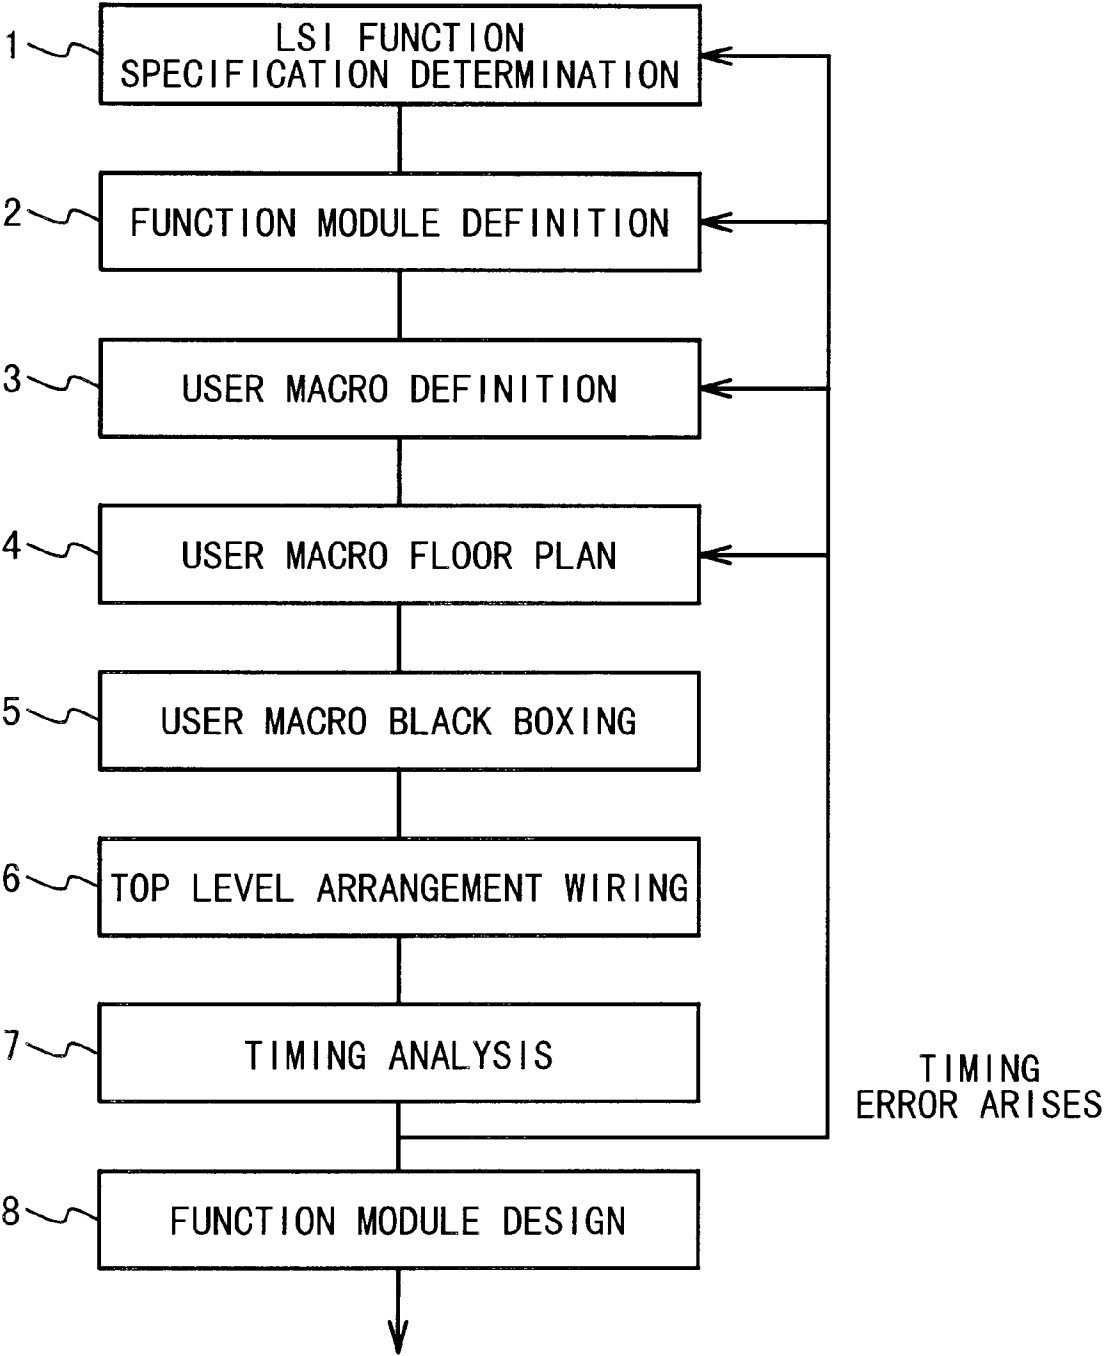 1
LSI FUNCTION
SPECIFICATION DETERMINATION
2
FUNCTION MODULE DEFINITION
3
USER MACRO DEFINITION
4
USER MACRO FLOOR PLAN
5
USER MACRO BLACK BOXING
6
TOP LEVEL ARRANGEMENT WIRING
7
TIMING ANALYSIS
TIMING
ERROR ARISES
8
FUNCTION MODULE DESIGN